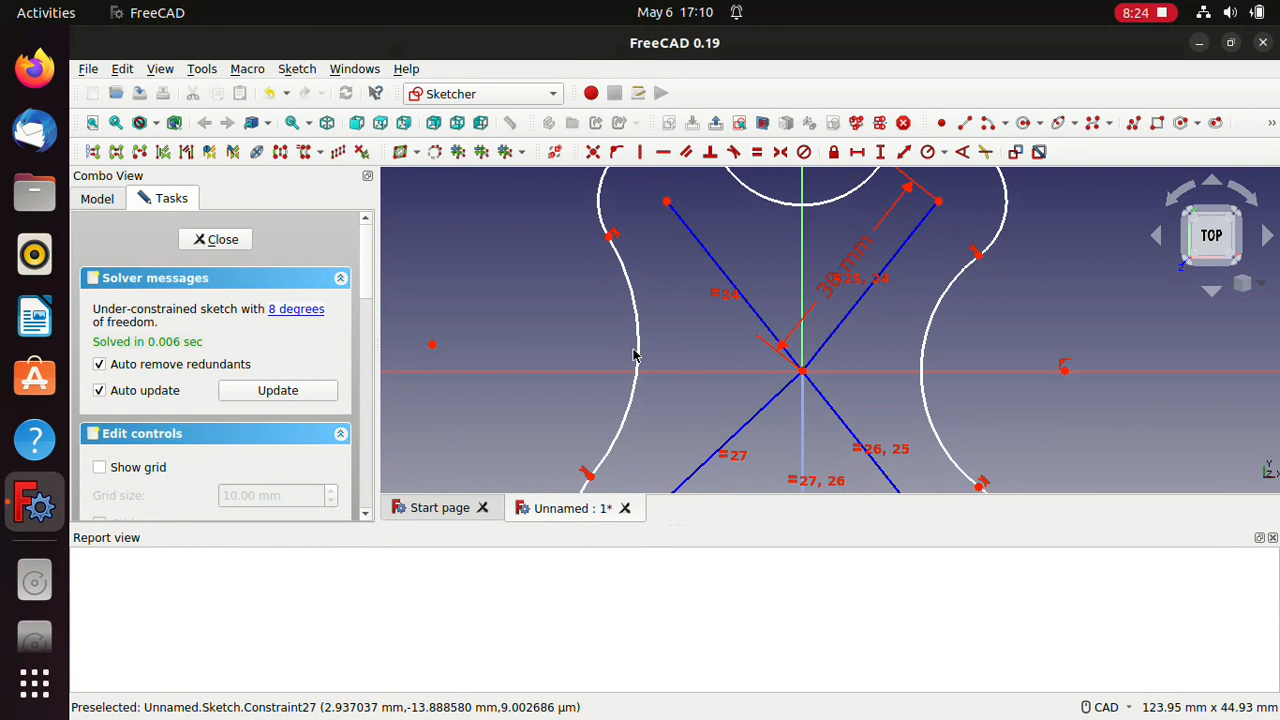 Activities FreeCAD May 6 17:10 8:24
FreeCAD 0.19
File Edit View Tools Macro Sketch Windows Help
Sketcher
Combo View
Model Tasks
Close
Solver messages
Under-constrained sketch with 8 degrees
of freedom.
Solved in 0.006 sec
Auto remove redundants
Auto update Update
Edit controls
Show grid
Grid size: 10.00 mm
30 mm
25, 24
=24
=26, 25
=27
=27, 26
TOP
Z
Y
Z X
Start page Unnamed : 1*
Report view
Preselected: Unnamed.Sketch.Constraint27 (2.937037 mm,-13.888580 mm,9.002686 μm) CAD 123.95 mm x 44.93 mm